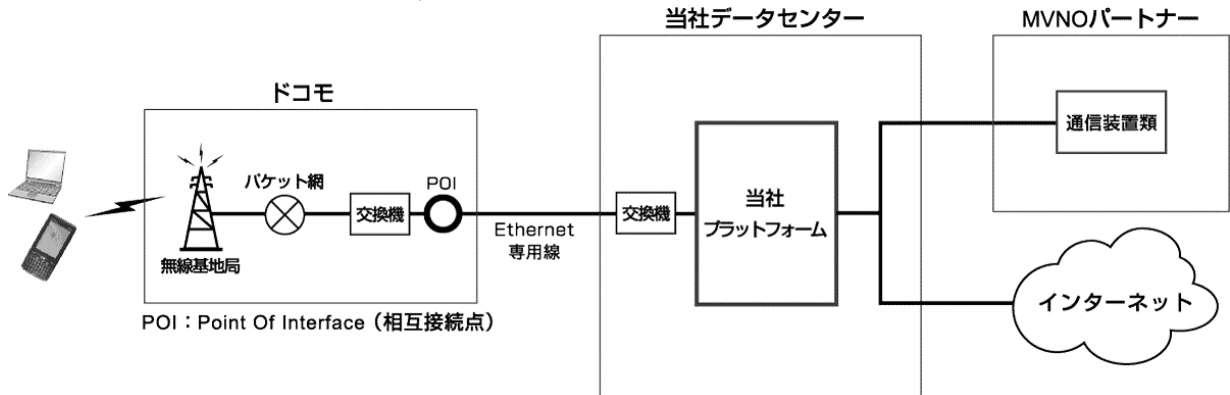 当社データセンター
MVNOパートナー
ドコモ
通信装置類
パケット網
POI
交換機
交換機
当社
プラットフォーム
Ethernet
専用線
無線基地局
インターネット
POI：Point Of Interface（相互接続点）